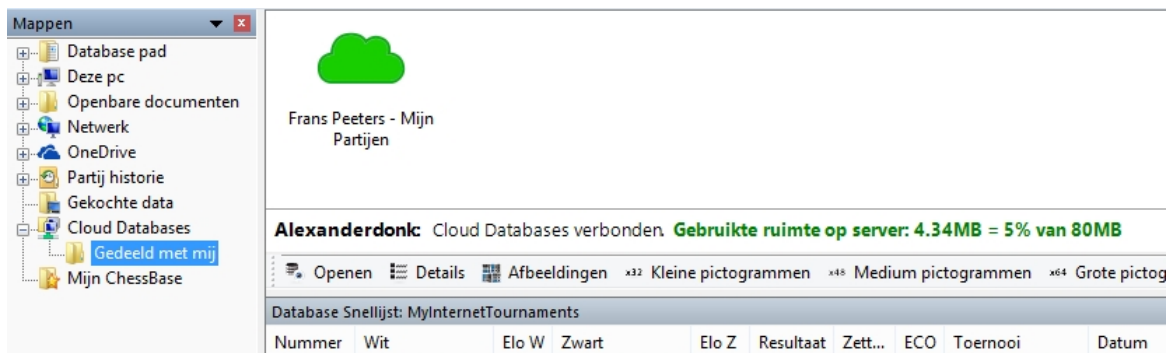 Mappen
Database pad
Deze pc
Openbare documenten
Netwerk
OneDrive
Partij historie
Gekochte data
Cloud Databases
Gedeeld met mij
Mijn ChessBase
Frans Peeters - Mijn
Partijen
Alexanderdonk: Cloud Databases verbonden. Gebruikte ruimte op server: 4.34MB = 5% van 80MB
Openen Details Afbeeldingen x32 Kleine pictogrammen x48 Medium pictogrammen x64 Grote pictog
Database Snellijst: MyInternetTournaments
Nummer Wit Elo W Zwart Elo Z Resultaat Zett... ECO Toernooi Datum